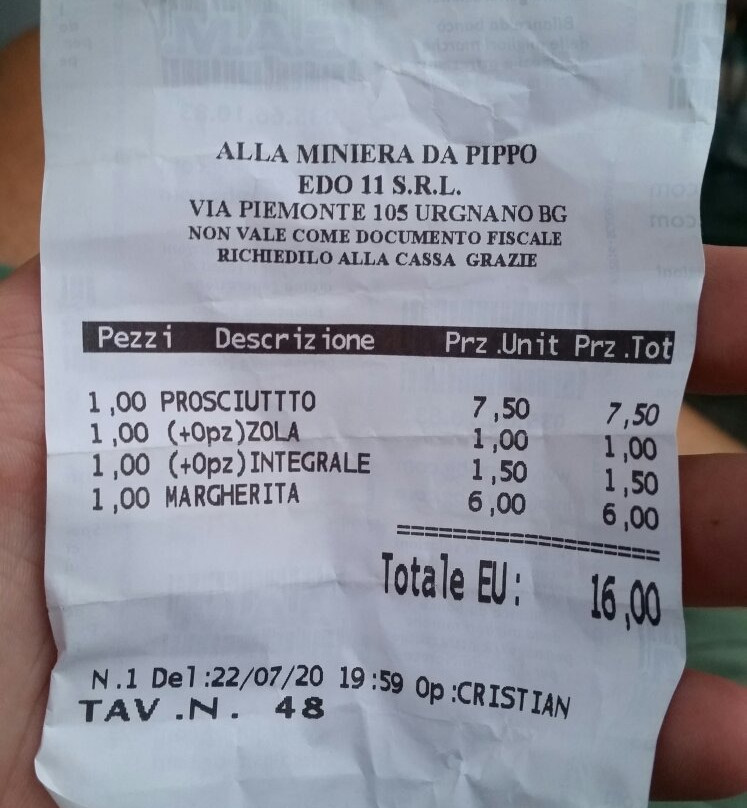 ALLA MINIERA DA PIPPO
EDO 11 S.R.L.
VIA PIEMONTE 105 URGNANO BG
NON VALE COME DOCUMENTO FISCALE
RICHIEDILO ALLA CASSA GRAZIE
Pezzi Descrizione Prz.Unit Prz.Tot
1,00 PROSCIUTTTO 7,50 7,50
1,00 (+Opz)ZOLA 1,00 1,00
1,00 (+Opz)INTEGRALE 1,50 1,50
1,00 MARGHERITA 6,00 6,00
====================
Totale EU: 16,00
N.1 Del:22/07/20 19:59 Op:CRISTIAN
TAV.N. 48